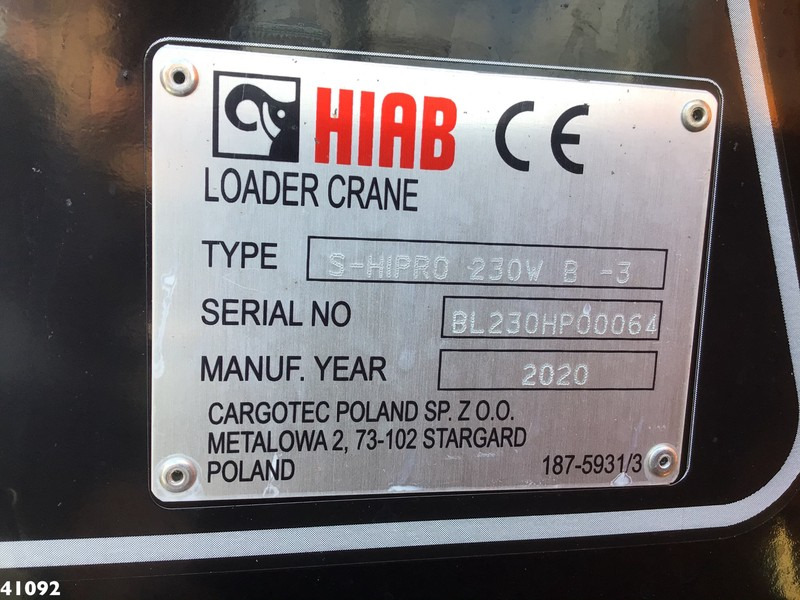 HIAB CE
LOADER CRANE
TYPE S-HIPRO 230W B -3
SERIAL NO BL230HP00064
MANUF. YEAR 2020
CARGOTEC POLAND SP. Z O.O.
METALOWA 2, 73-102 STARGARD
POLAND 187-5931/3
41092